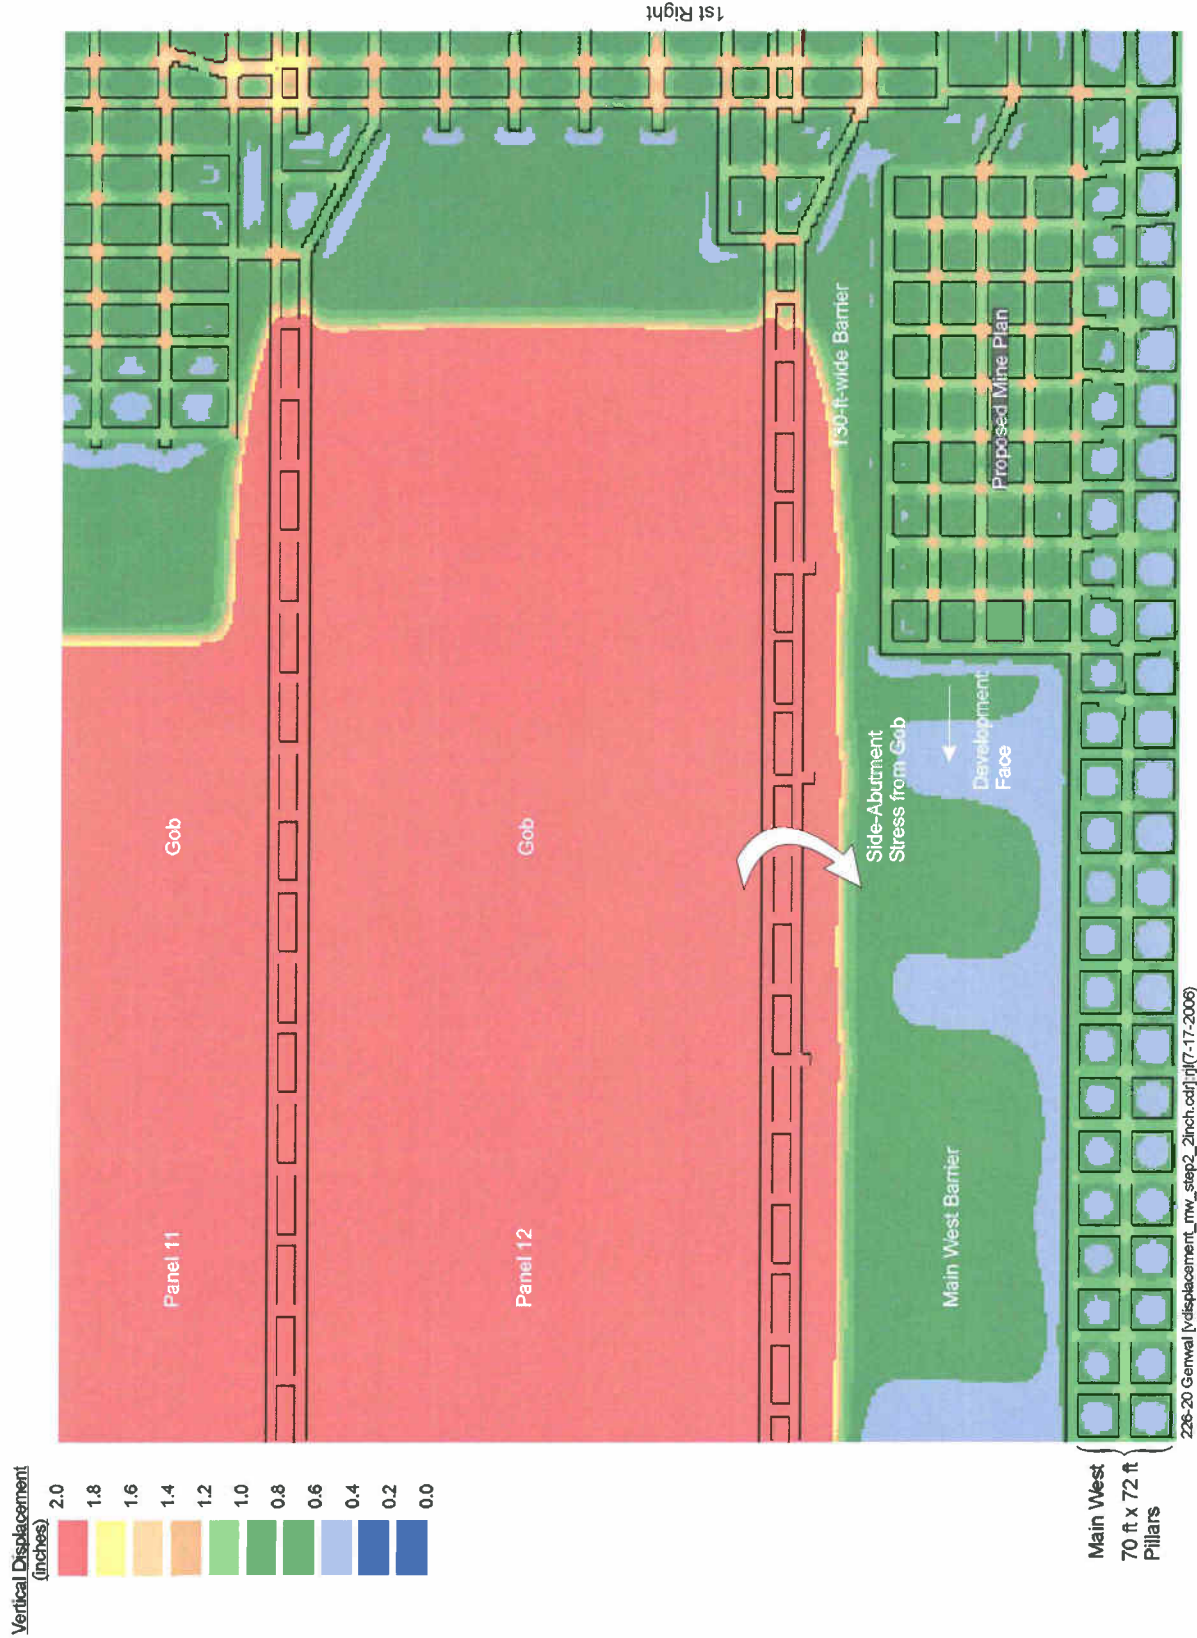 Vertical Displacement
(inches)
2.0
1.8
1.6
1.4
1.2
1.0
0.8
0.6
0.4
0.2
0.0
1st Right
Gob
Panel 11
Gob
Panel 12
130-ft-wide Barrier
Proposed Mine Plan
Side-Abutment
Stress from Gob
Development
Face
Main West Barrier
Main West
70 ft x 72 ft
Pillars
226-20 Genwal [vdisplacement_mw_step2_2inch.cdr]:rjl(7-17-2006)